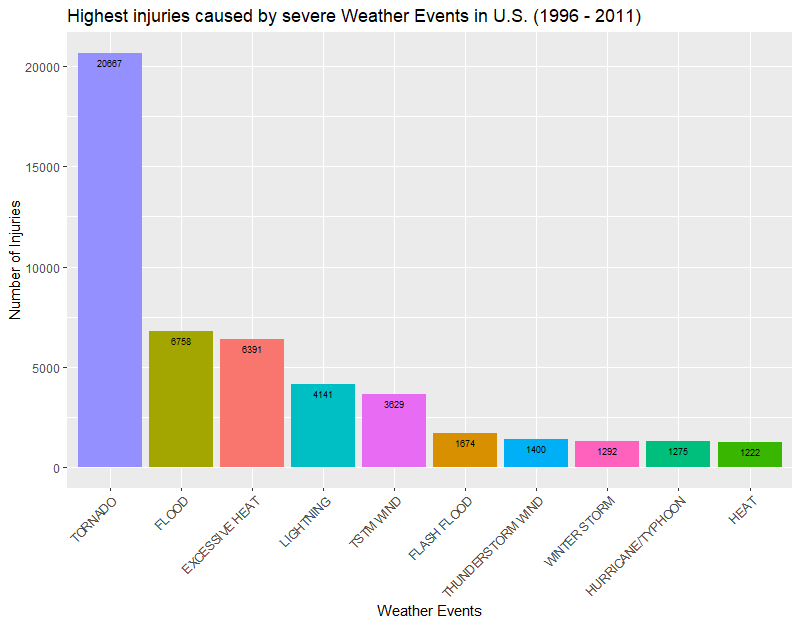 Highest injuries caused by severe Weather Events in U.S. (1996 - 2011)
Number of Injuries
20000
15000
10000
5000
0
20667
6758
6391
4141
3629
1674
1400
1292
1275
1222
TORNADO
FLOOD
EXCESSIVE HEAT
LIGHTNING
TSTM WIND
FLASH FLOOD
THUNDERSTORM WIND
WINTER STORM
HURRICANE/TYPHOON
HEAT
Weather Events